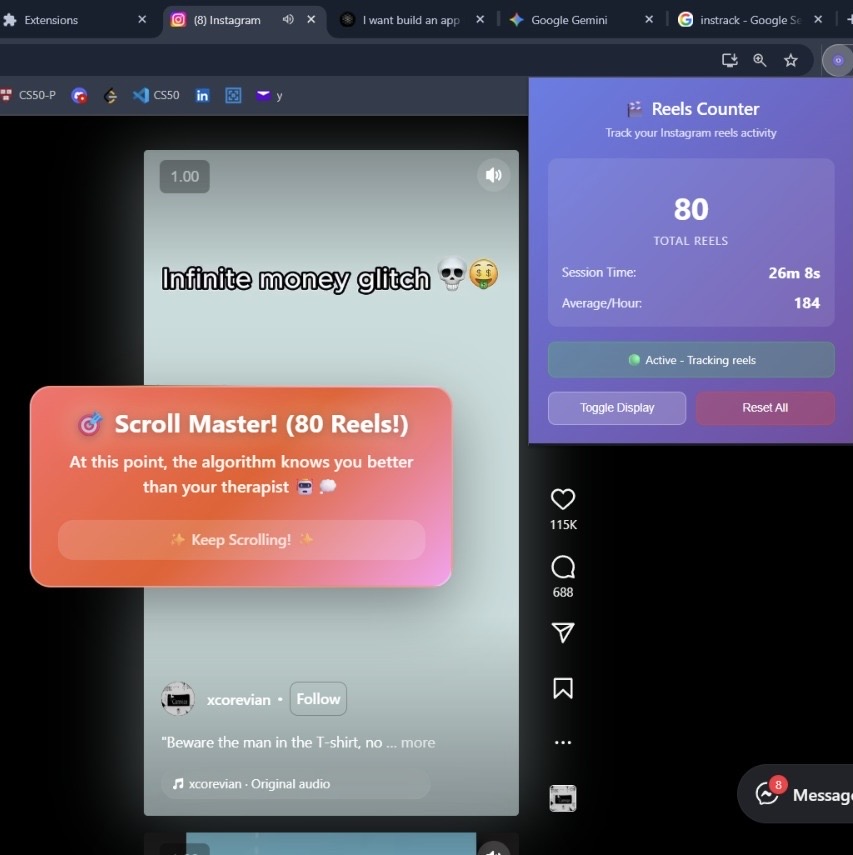 Extensions
(8) Instagram
I want build an app
Google Gemini
instrack - Google Se
CS50-P
CS50
in
y
🎬 Reels Counter
Track your Instagram reels activity
80
TOTAL REELS
Session Time: 26m 8s
Average/Hour: 184
Active - Tracking reels
Toggle Display
Reset All
1.00
Infinite money glitch 💀🤑
🎯 Scroll Master! (80 Reels!)
At this point, the algorithm knows you better
than your therapist 🤖 💭
✨ Keep Scrolling! ✨
115K
688
xcorevian • Follow
"Beware the man in the T-shirt, no ... more
xcorevian · Original audio
8
Messag